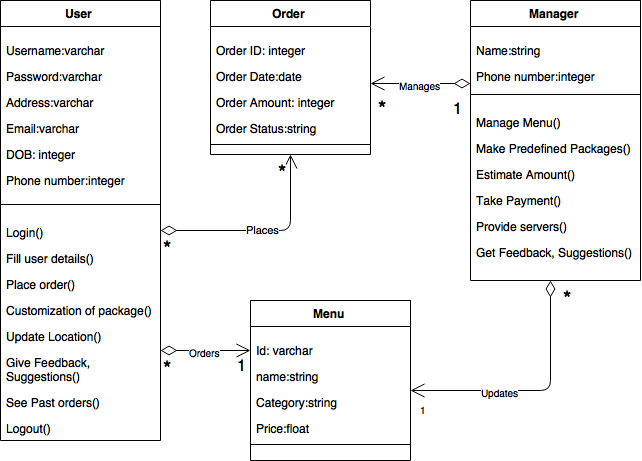 User
Username:varchar
Password:varchar
Address:varchar
Email:varchar
DOB: integer
Phone number:integer
Login()
Fill user details()
Place order()
Customization of package()
Update Location()
Give Feedback,
Suggestions()
See Past orders()
Logout()
Order
Order ID: integer
Order Date:date
Order Amount: integer
Order Status:string
Manager
Name:string
Phone number:integer
Manage Menu()
Make Predefined Packages()
Estimate Amount()
Take Payment()
Provide servers()
Get Feedback, Suggestions()
Manages
*
1
*
Places
*
Menu
Id: varchar
name:string
Category:string
Price:float
Orders
*
1
*
Updates
1